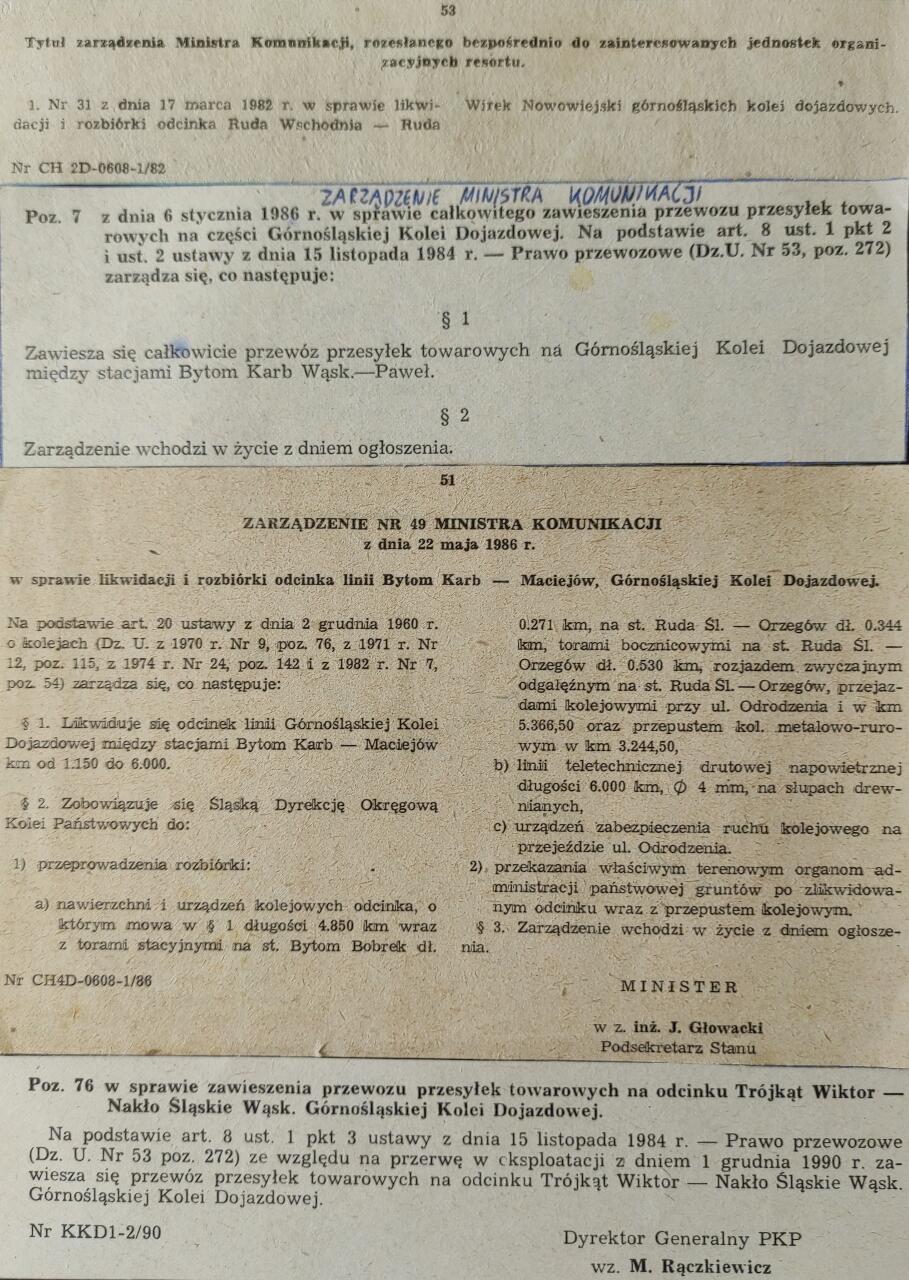 53
Tytuł zarządzenia Ministra Komunikacji, rozesłanego bezpośrednio do zainteresowanych jednostek organi-
zacyjnych resortu.
1. Nr 31 z dnia 17 marca 1982 r. w sprawie likwi-
dacji i rozbiórki odcinka Ruda Wschodnia — Ruda
Wirek Nowowiejski górnośląskich kolei dojazdowych.
Nr CH 2D-0608-1/82
ZARZĄDZENIE MINISTRA KOMUNIKACJI
Poz. 7 z dnia 6 stycznia 1986 r. w sprawie całkowitego zawieszenia przewozu przesyłek towa-
rowych na części Górnośląskiej Kolei Dojazdowej. Na podstawie art. 8 ust. 1 pkt 2
i ust. 2 ustawy z dnia 15 listopada 1984 r. — Prawo przewozowe (Dz.U. Nr 53, poz. 272)
zarządza się, co następuje:
§ 1
Zawiesza się całkowicie przewóz przesyłek towarowych na Górnośląskiej Kolei Dojazdowej
między stacjami Bytom Karb Wąsk.—Paweł.
§ 2
Zarządzenie wchodzi w życie z dniem ogłoszenia.
51
ZARZĄDZENIE NR 49 MINISTRA KOMUNIKACJI
z dnia 22 maja 1986 r.
w sprawie likwidacji i rozbiórki odcinka linii Bytom Karb — Maciejów, Górnośląskiej Kolei Dojazdowej.
Na podstawie art. 20 ustawy z dnia 2 grudnia 1960 r.
o kolejach (Dz. U. z 1970 r. Nr 9, poz. 76, z 1971 r. Nr
12, poz. 115, z 1974 r. Nr 24, poz. 142 i z 1982 r. Nr 7,
poz. 54) zarządza się, co następuje:
§ 1. Likwiduje się odcinek linii Górnośląskiej Kolei
Dojazdowej między stacjami Bytom Karb — Maciejów
km od 1.150 do 6.000.
§ 2. Zobowiązuje się Śląską Dyrekcję Okręgową
Kolei Państwowych do:
1) przeprowadzenia rozbiórki:
a) nawierzchni i urządzeń kolejowych odcinka, o
którym mowa w § 1 długości 4.850 km wraz
z torami stacyjnymi na st. Bytom Bobrek dł.
0.271 km, na st. Ruda Śl. — Orzegów dł. 0.344
km, torami bocznicowymi na st. Ruda Śl. —
Orzegów dł. 0.530 km, rozjazdem zwyczajnym
odgałęźnym na st. Ruda Śl. — Orzegów, przejaz-
dami kolejowymi przy ul. Odrodzenia i w km
5.366,50 oraz przepustem kol. metalowo-ruro-
wym w km 3.244,50,
b) linii teletechnicznej drutowej napowietrznej
długości 6.000 km, ∅ 4 mm, na słupach drew-
nianych,
c) urządzeń zabezpieczenia ruchu kolejowego na
przejeździe ul. Odrodzenia.
2) przekazania właściwym terenowym organom ad-
ministracji państwowej gruntów po zlikwidowa-
nym odcinku wraz z przepustem kolejowym.
§ 3. Zarządzenie wchodzi w życie z dniem ogłosze-
nia.
Nr CH4D-0608-1/86
MINISTER
w z. inż. J. Głowacki
Podsekretarz Stanu
Poz. 76 w sprawie zawieszenia przewozu przesyłek towarowych na odcinku Trójkąt Wiktor —
Nakło Śląskie Wąsk. Górnośląskiej Kolei Dojazdowej.
Na podstawie art. 8 ust. 1 pkt 3 ustawy z dnia 15 listopada 1984 r. — Prawo przewozowe
(Dz. U. Nr 53 poz. 272) ze względu na przerwę w eksploatacji z dniem 1 grudnia 1990 r. za-
wiesza się przewóz przesyłek towarowych na odcinku Trójkąt Wiktor — Nakło Śląskie Wąsk.
Górnośląskiej Kolei Dojazdowej.
Nr KKD1-2/90
Dyrektor Generalny PKP
wz. M. Rączkiewicz